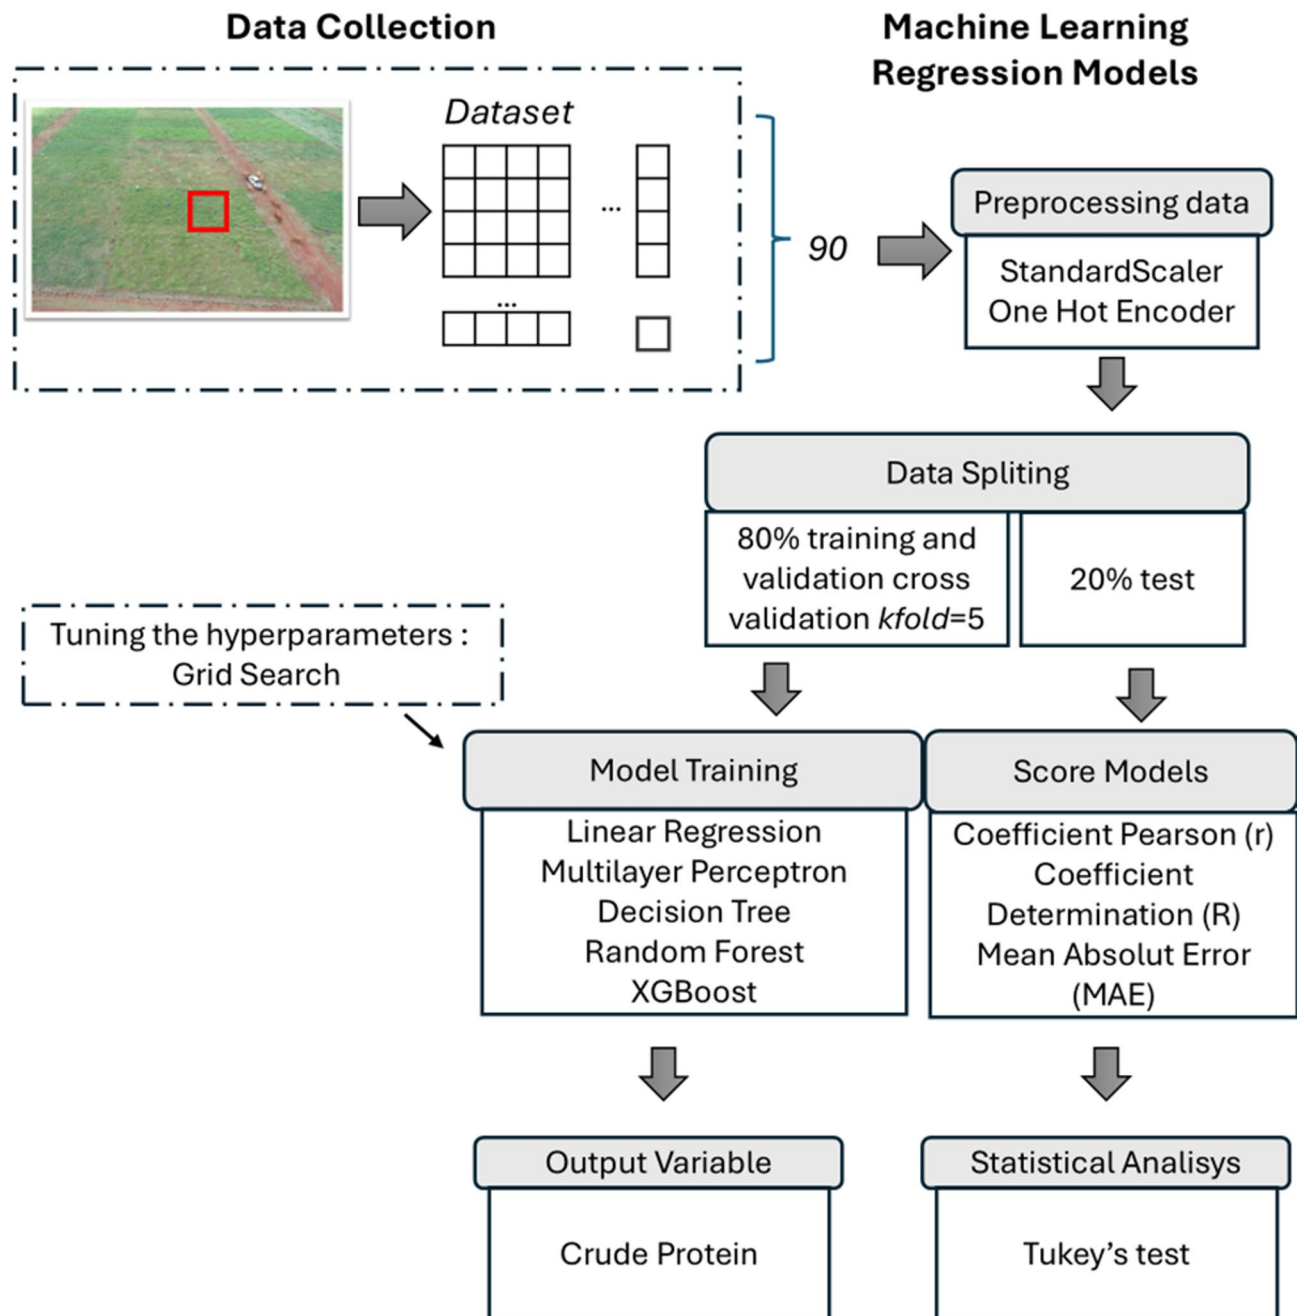 Data Collection
Machine Learning
Regression Models
Dataset
...
...
90
Preprocessing data
StandardScaler
One Hot Encoder
Data Spliting
80% training and
validation cross
validation kfold=5
20% test
Tuning the hyperparameters :
Grid Search
Model Training
Linear Regression
Multilayer Perceptron
Decision Tree
Random Forest
XGBoost
Score Models
Coefficient Pearson (r)
Coefficient
Determination (R)
Mean Absolut Error
(MAE)
Output Variable
Crude Protein
Statistical Analisys
Tukey’s test